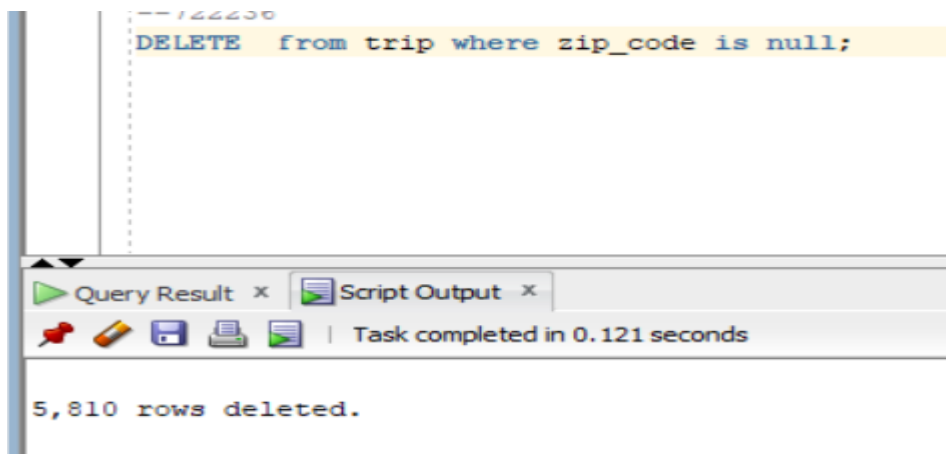 --722236
DELETE  from trip where zip_code is null;
Query Result
Script Output
Task completed in 0.121 seconds
5,810 rows deleted.